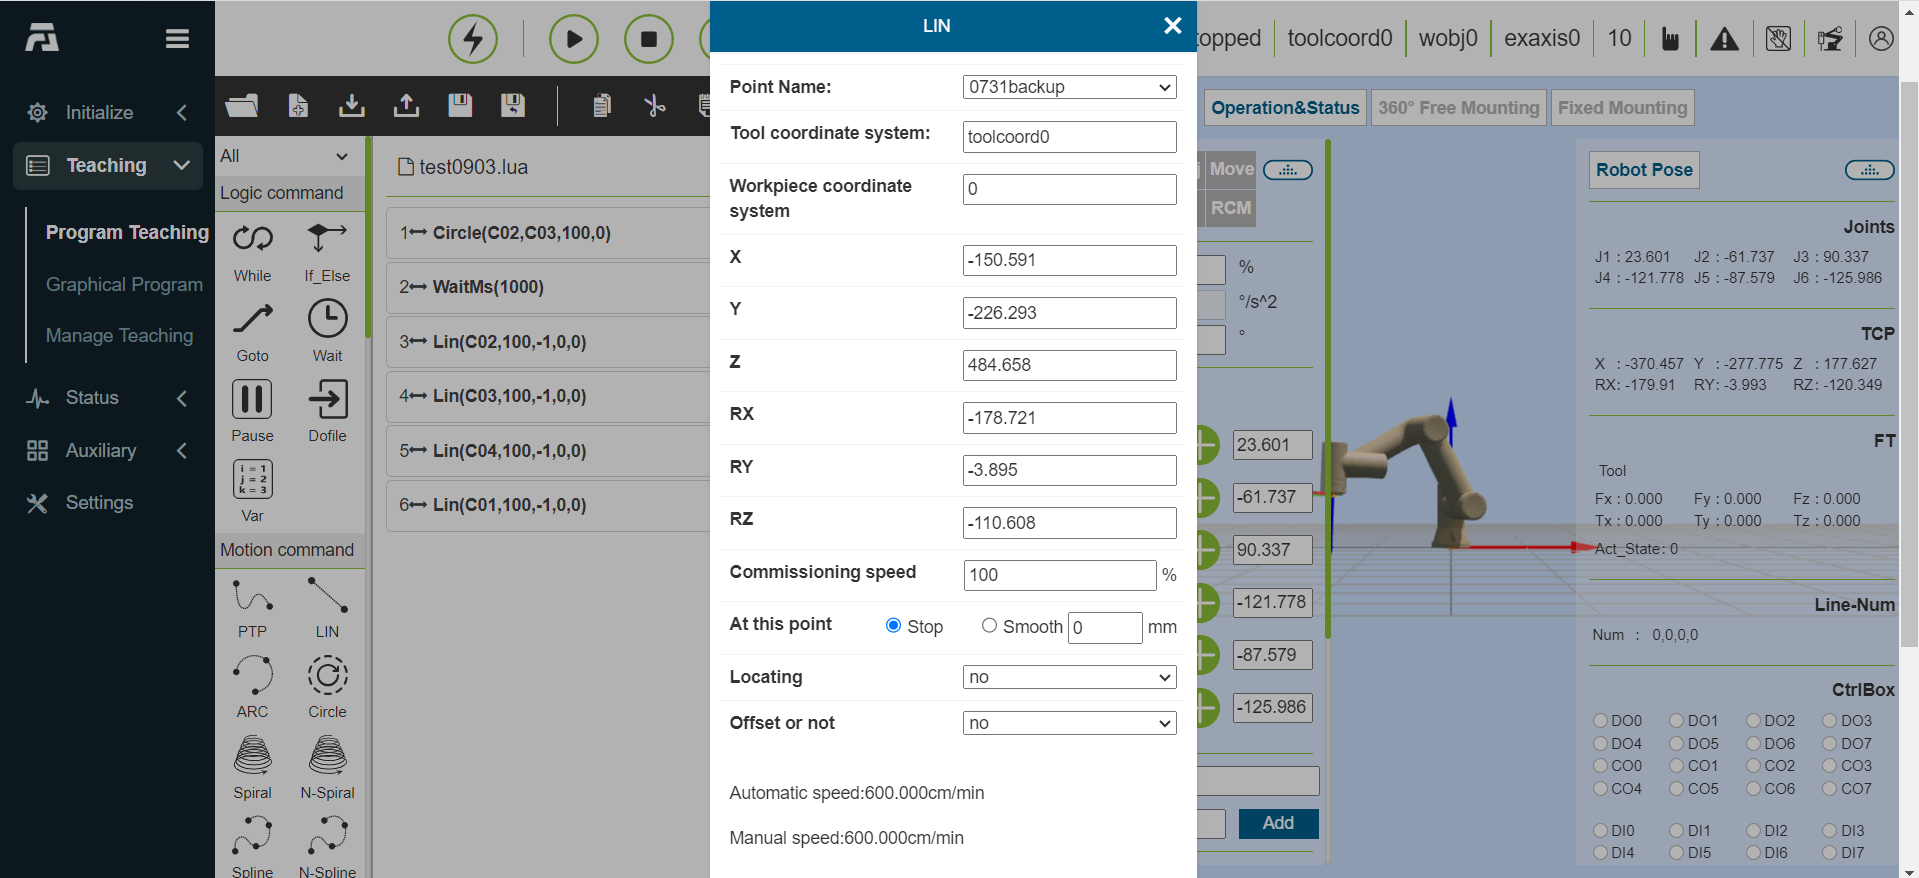 LIN
topped
toolcoord0
wobj0
exaxis0
10
Initialize
Teaching
Program Teaching
Graphical Program
Manage Teaching
Status
Auxiliary
Settings
All
Logic command
While
If_Else
Goto
Wait
Pause
Dofile
i = 1
j = 2
k = 3
Var
Motion command
PTP
LIN
ARC
Circle
Spiral
N-Spiral
Spline
N-Spline
test0903.lua
1 Circle(C02,C03,100,0)
2 WaitMs(1000)
3 Lin(C02,100,-1,0,0)
4 Lin(C03,100,-1,0,0)
5 Lin(C04,100,-1,0,0)
6 Lin(C01,100,-1,0,0)
Point Name: 0731backup
Tool coordinate system: toolcoord0
Workpiece coordinate
system
0
X -150.591
Y -226.293
Z 484.658
RX -178.721
RY -3.895
RZ -110.608
Commissioning speed 100 %
At this point Stop Smooth 0 mm
Locating no
Offset or not no
Automatic speed:600.000cm/min
Manual speed:600.000cm/min
Operation&Status
360° Free Mounting
Fixed Mounting
Move
RCM
%
°/s^2
°
23.601
-61.737
90.337
-121.778
-87.579
-125.986
Add
Robot Pose
Joints
J1 : 23.601 J2 : -61.737 J3 : 90.337
J4 : -121.778 J5 : -87.579 J6 : -125.986
TCP
X : -370.457 Y : -277.775 Z : 177.627
RX: -179.91 RY: -3.993 RZ: -120.349
FT
Tool
Fx : 0.000 Fy : 0.000 Fz : 0.000
Tx : 0.000 Ty : 0.000 Tz : 0.000
Act_State: 0
Line-Num
Num : 0,0,0,0
CtrlBox
DO0 DO1 DO2 DO3
DO4 DO5 DO6 DO7
CO0 CO1 CO2 CO3
CO4 CO5 CO6 CO7
DI0 DI1 DI2 DI3
DI4 DI5 DI6 DI7